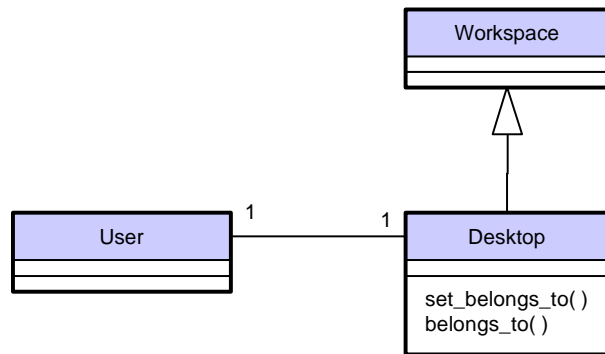 Workspace
1
1
User
Desktop
set_belongs_to( )
belongs_to( )